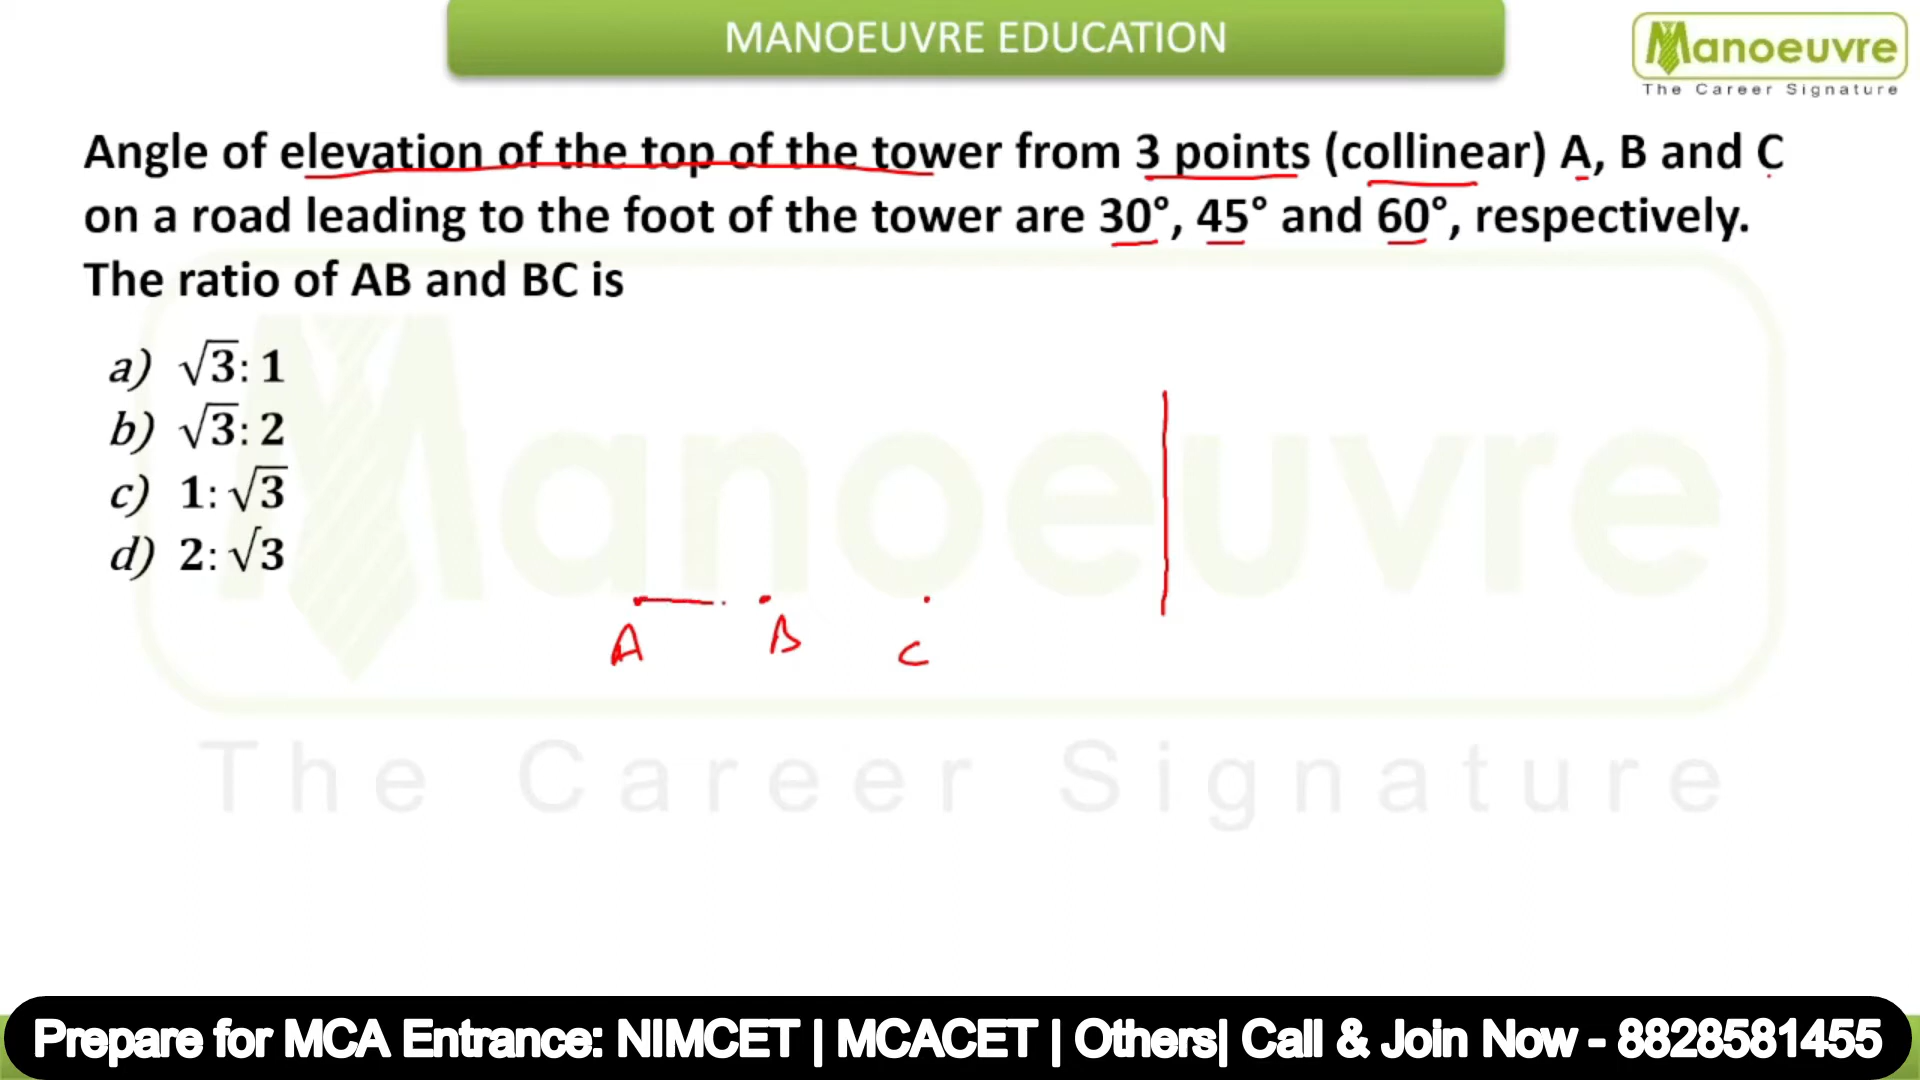 MANOEUVRE EDUCATION
Manoeuvre
The Career Signature
Angle of elevation of the top of the tower from 3 points (collinear) A, B and C
on a road leading to the foot of the tower are 30°, 45° and 60°, respectively.
The ratio of AB and BC is
a) √3: 1
b) √3: 2
c) 1: √3
d) 2: √3
Manoeuvre
A B C
The Career Signature
Prepare for MCA Entrance: NIMCET | MCACET | Others| Call & Join Now - 8828581455